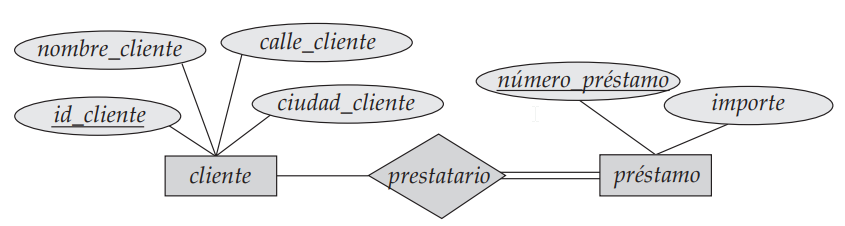 nombre_cliente
calle_cliente
id_cliente
ciudad_cliente
número_préstamo
importe
cliente
prestatario
préstamo